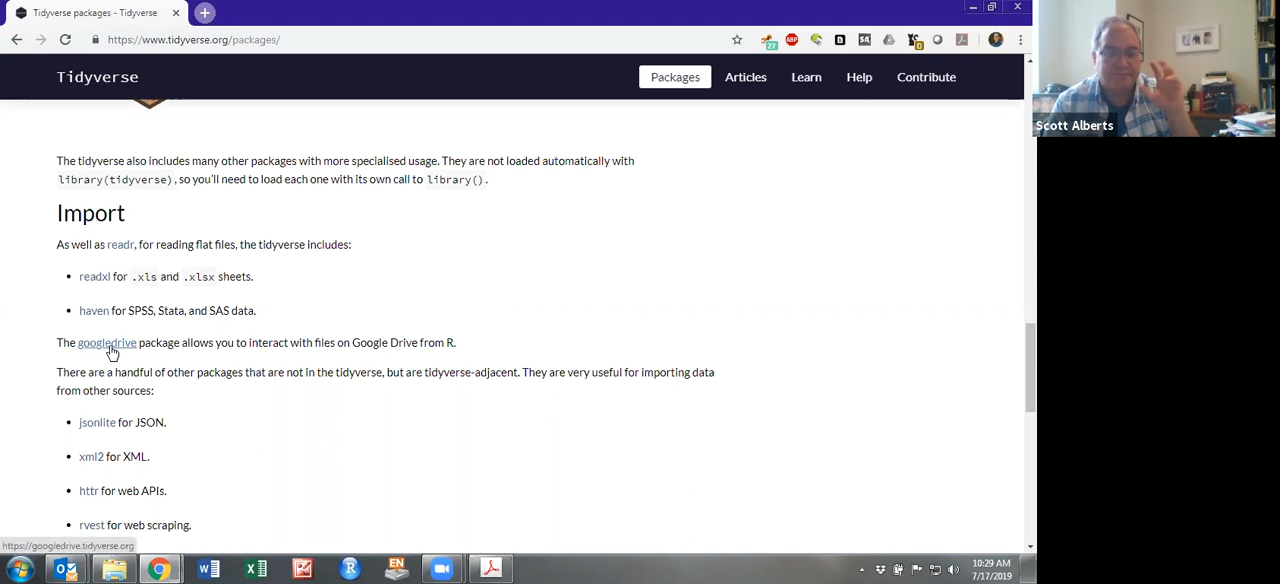 Tidyverse packages - Tidyverse
https://www.tidyverse.org/packages/
Tidyverse
Packages
Articles
Learn
Help
Contribute
Scott Alberts
The tidyverse also includes many other packages with more specialised usage. They are not loaded automatically with
library(tidyverse), so you'll need to load each one with its own call to library().
Import
As well as readr, for reading flat files, the tidyverse includes:
• readxl for .xls and .xlsx sheets.
• haven for SPSS, Stata, and SAS data.
The googledrive package allows you to interact with files on Google Drive from R.
There are a handful of other packages that are not in the tidyverse, but are tidyverse-adjacent. They are very useful for importing data
from other sources:
• jsonlite for JSON.
• xml2 for XML.
• httr for web APIs.
• rvest for web scraping.
https://googledrive.tidyverse.org
EN
10:29 AM
7/17/2019